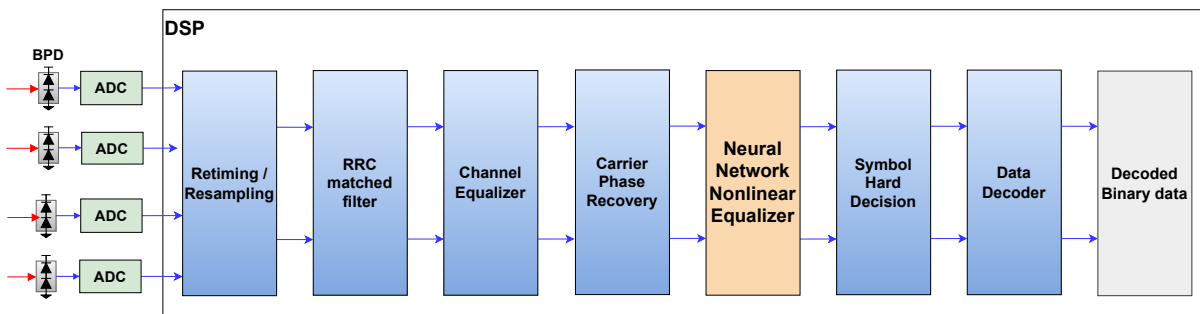 DSP
BPD
ADC
ADC
ADC
ADC
Retiming /
Resampling
RRC
matched
filter
Channel
Equalizer
Carrier
Phase
Recovery
Neural
Network
Nonlinear
Equalizer
Symbol
Hard
Decision
Data
Decoder
Decoded
Binary data